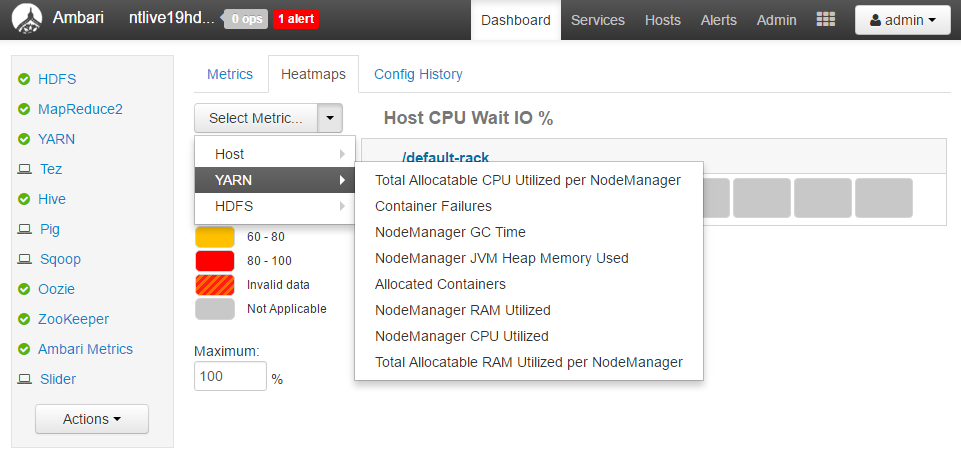 Ambari ntlive19hd... 0 ops 1 alert Dashboard Services Hosts Alerts Admin admin
HDFS
MapReduce2
YARN
Tez
Hive
Pig
Sqoop
Oozie
ZooKeeper
Ambari Metrics
Slider
Actions
Metrics Heatmaps Config History
Select Metric... Host CPU Wait IO %
/default-rack
Host
YARN
HDFS
Total Allocatable CPU Utilized per NodeManager
Container Failures
NodeManager GC Time
NodeManager JVM Heap Memory Used
Allocated Containers
NodeManager RAM Utilized
NodeManager CPU Utilized
Total Allocatable RAM Utilized per NodeManager
60 - 80
80 - 100
Invalid data
Not Applicable
Maximum:
100 %